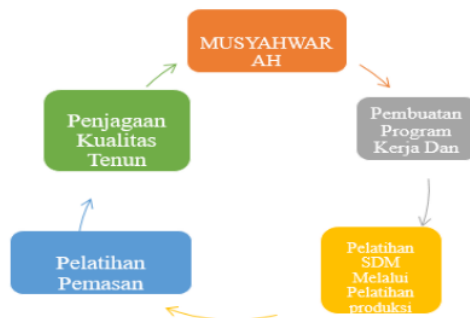 MUSYAHWAR
AH
Pembuatan
Program
Kerja Dan
Pelatihan
SDM
Melalui
Pelatihan
produksi
Pelatihan
Pemasan
Penjagaan
Kualitas
Tenun